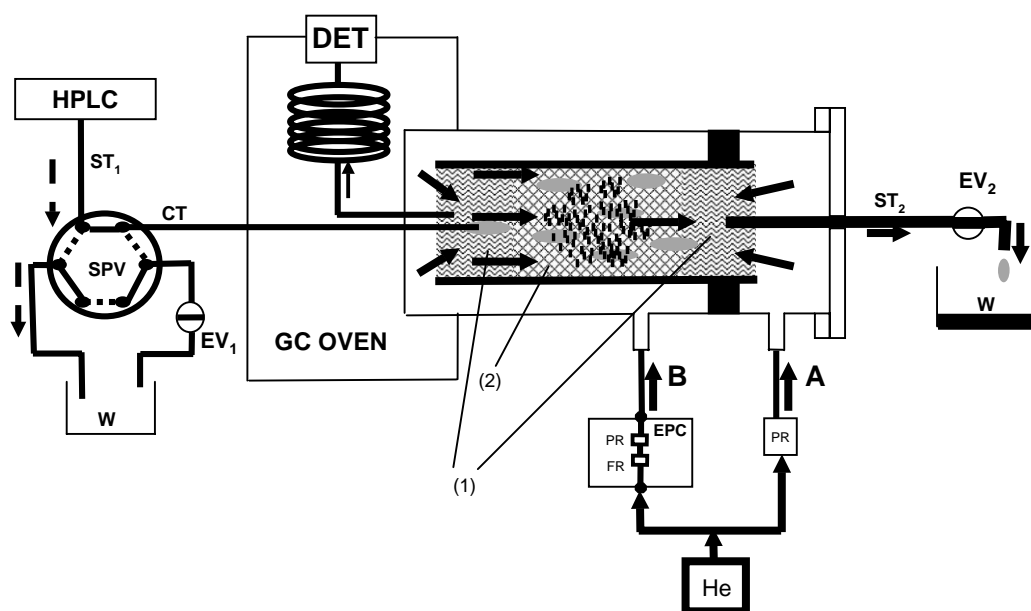 DET
HPLC
ST1
CT
SPV
EV1
W
GC OVEN
ST2
EV2
W
(2)
(1)
B
A
EPC
PR
FR
PR
He